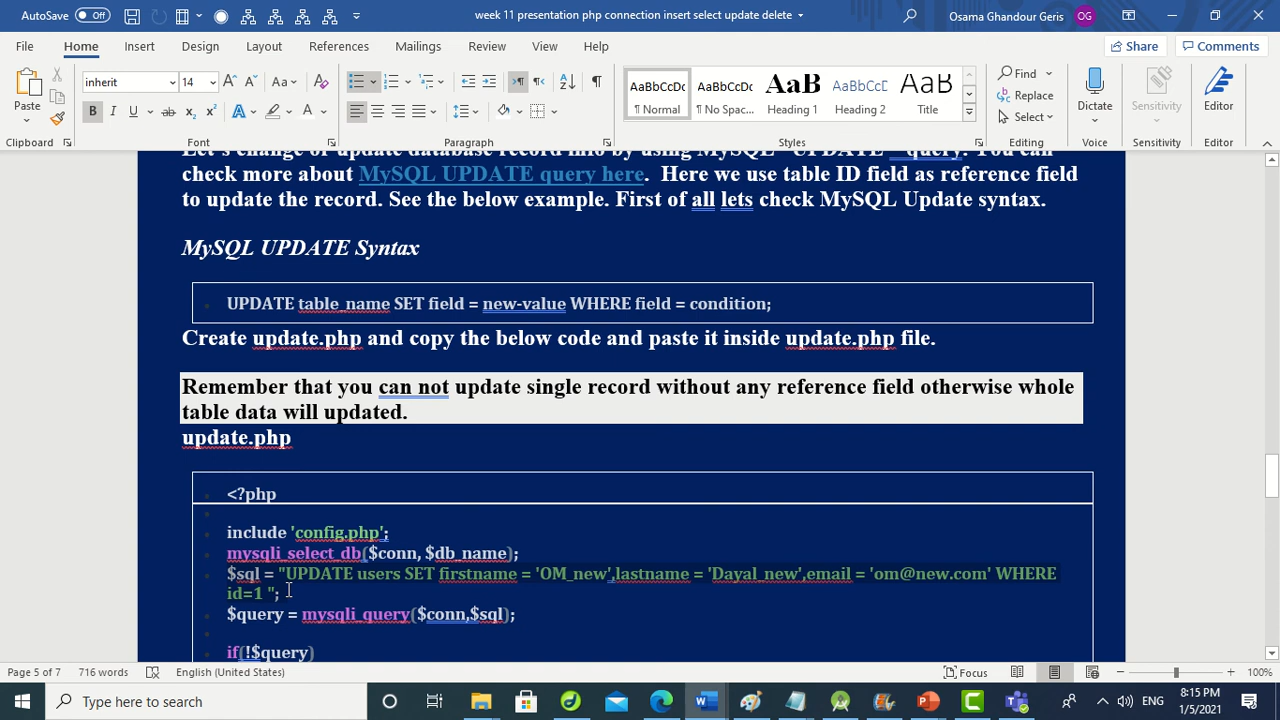 AutoSave Off week 11 presentation php connection insert select update delete Osama Ghandour Geris OG
File Home Insert Design Layout References Mailings Review View Help Share Comments
Paste inherit 14 Aa AaBbCcDc AaBbCcDc AaB AaBbCcDc AaB Find Replace Select Dictate Sensitivity Editor
¶ Normal ¶ No Spac... Heading 1 Heading 2 Title
Clipboard Font Paragraph Styles Editing Voice Sensitivity Editor
check more about MySQL UPDATE query here. Here we use table ID field as reference field
to update the record. See the below example. First of all lets check MySQL Update syntax.
MySQL UPDATE Syntax
UPDATE table_name SET field = new-value WHERE field = condition;
Create update.php and copy the below code and paste it inside update.php file.
Remember that you can not update single record without any reference field otherwise whole
table data will updated.
update.php
<?php
include 'config.php';
mysqli_select_db($conn, $db_name);
$sql = "UPDATE users SET firstname = 'OM_new',lastname = 'Dayal_new',email = 'om@new.com' WHERE
id=1 ";
$query = mysqli_query($conn,$sql);
if(!$query)
Page 5 of 7 716 words English (United States) Focus 100%
Type here to search ENG 8:15 PM
1/5/2021